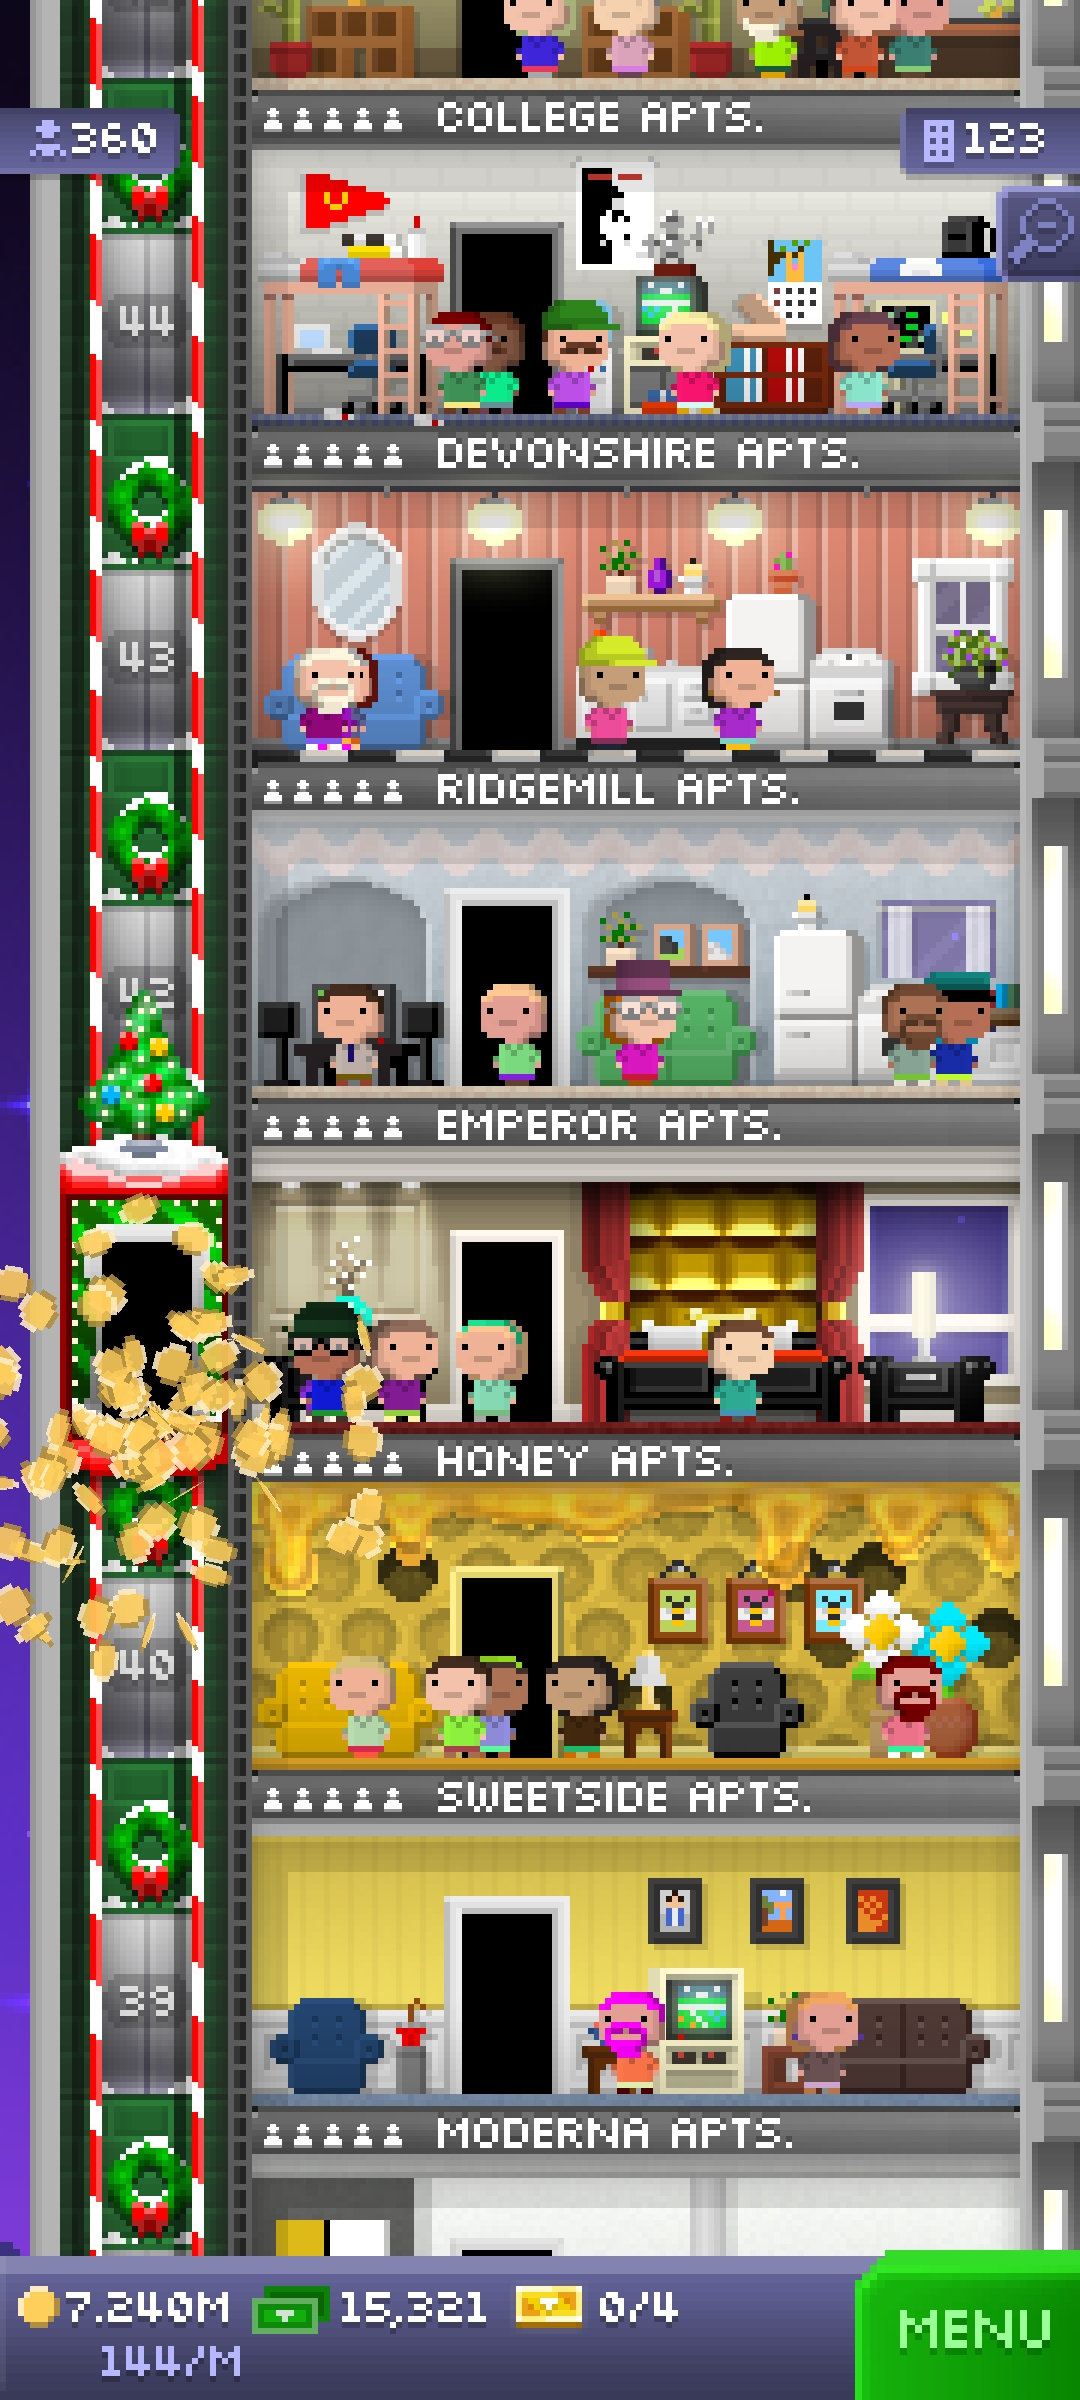 COLLEGE APTS.
360
123
44
DEVONSHIRE APTS.
43
RIDGEMILL APTS.
EMPEROR APTS.
HONEY APTS.
40
SWEETSIDE APTS.
39
MODERNA APTS.
7.240M 15,321 0/4
144/M
MENU